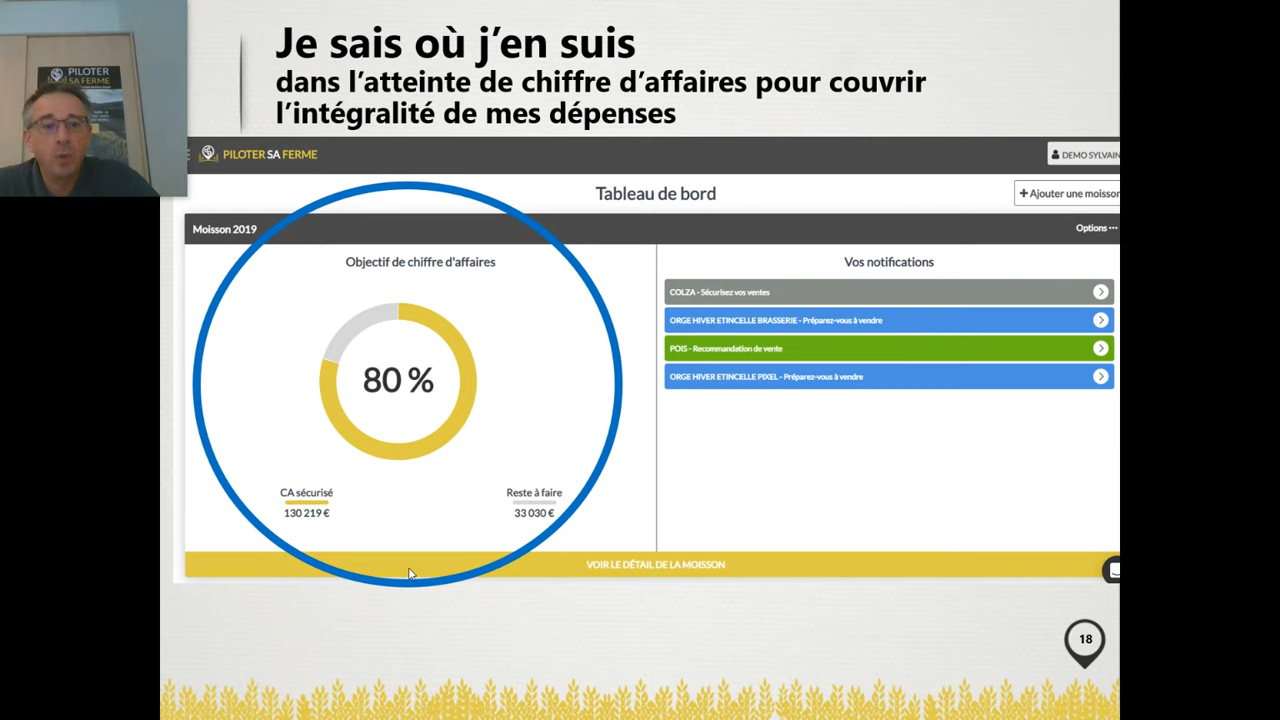 Je sais où j’en suis
dans l’atteinte de chiffre d’affaires pour couvrir
l’intégralité de mes dépenses
PILOTER
SA FERME
PILOTER SA FERME
DEMO SYLVAIN
Tableau de bord
+ Ajouter une moisson
Moisson 2019
Options ···
Objectif de chiffre d'affaires
80 %
CA sécurisé
130 219 €
Reste à faire
33 030 €
Vos notifications
COLZA - Sécurisez vos ventes
ORGE HIVER ETINCELLE BRASSERIE - Préparez-vous à vendre
POIS - Recommandation de vente
ORGE HIVER ETINCELLE PIXEL - Préparez-vous à vendre
VOIR LE DÉTAIL DE LA MOISSON
18